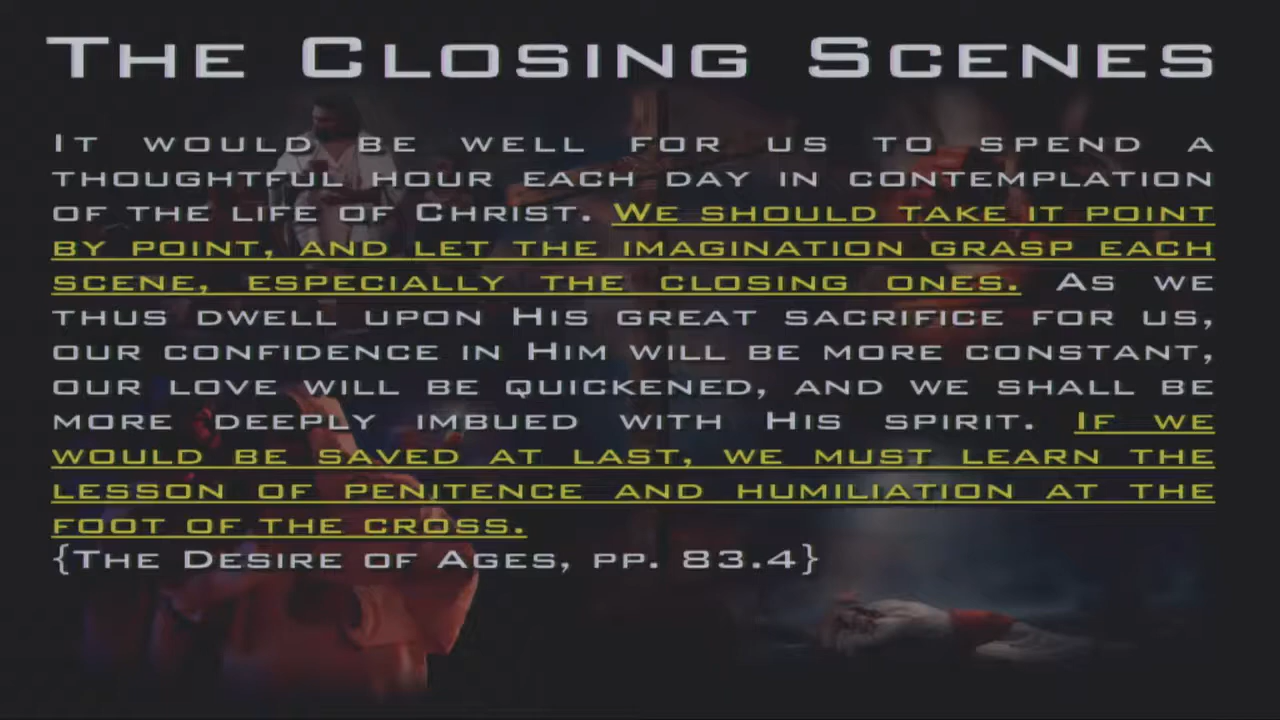 The Closing Scenes
It would be well for us to spend a
thoughtful hour each day in contemplation
of the life of Christ. We should take it point
by point, and let the imagination grasp each
scene, especially the closing ones. As we
thus dwell upon His great sacrifice for us,
our confidence in Him will be more constant,
our love will be quickened, and we shall be
more deeply imbued with His spirit. If we
would be saved at last, we must learn the
lesson of penitence and humiliation at the
foot of the cross.
{The Desire of Ages, pp. 83.4}